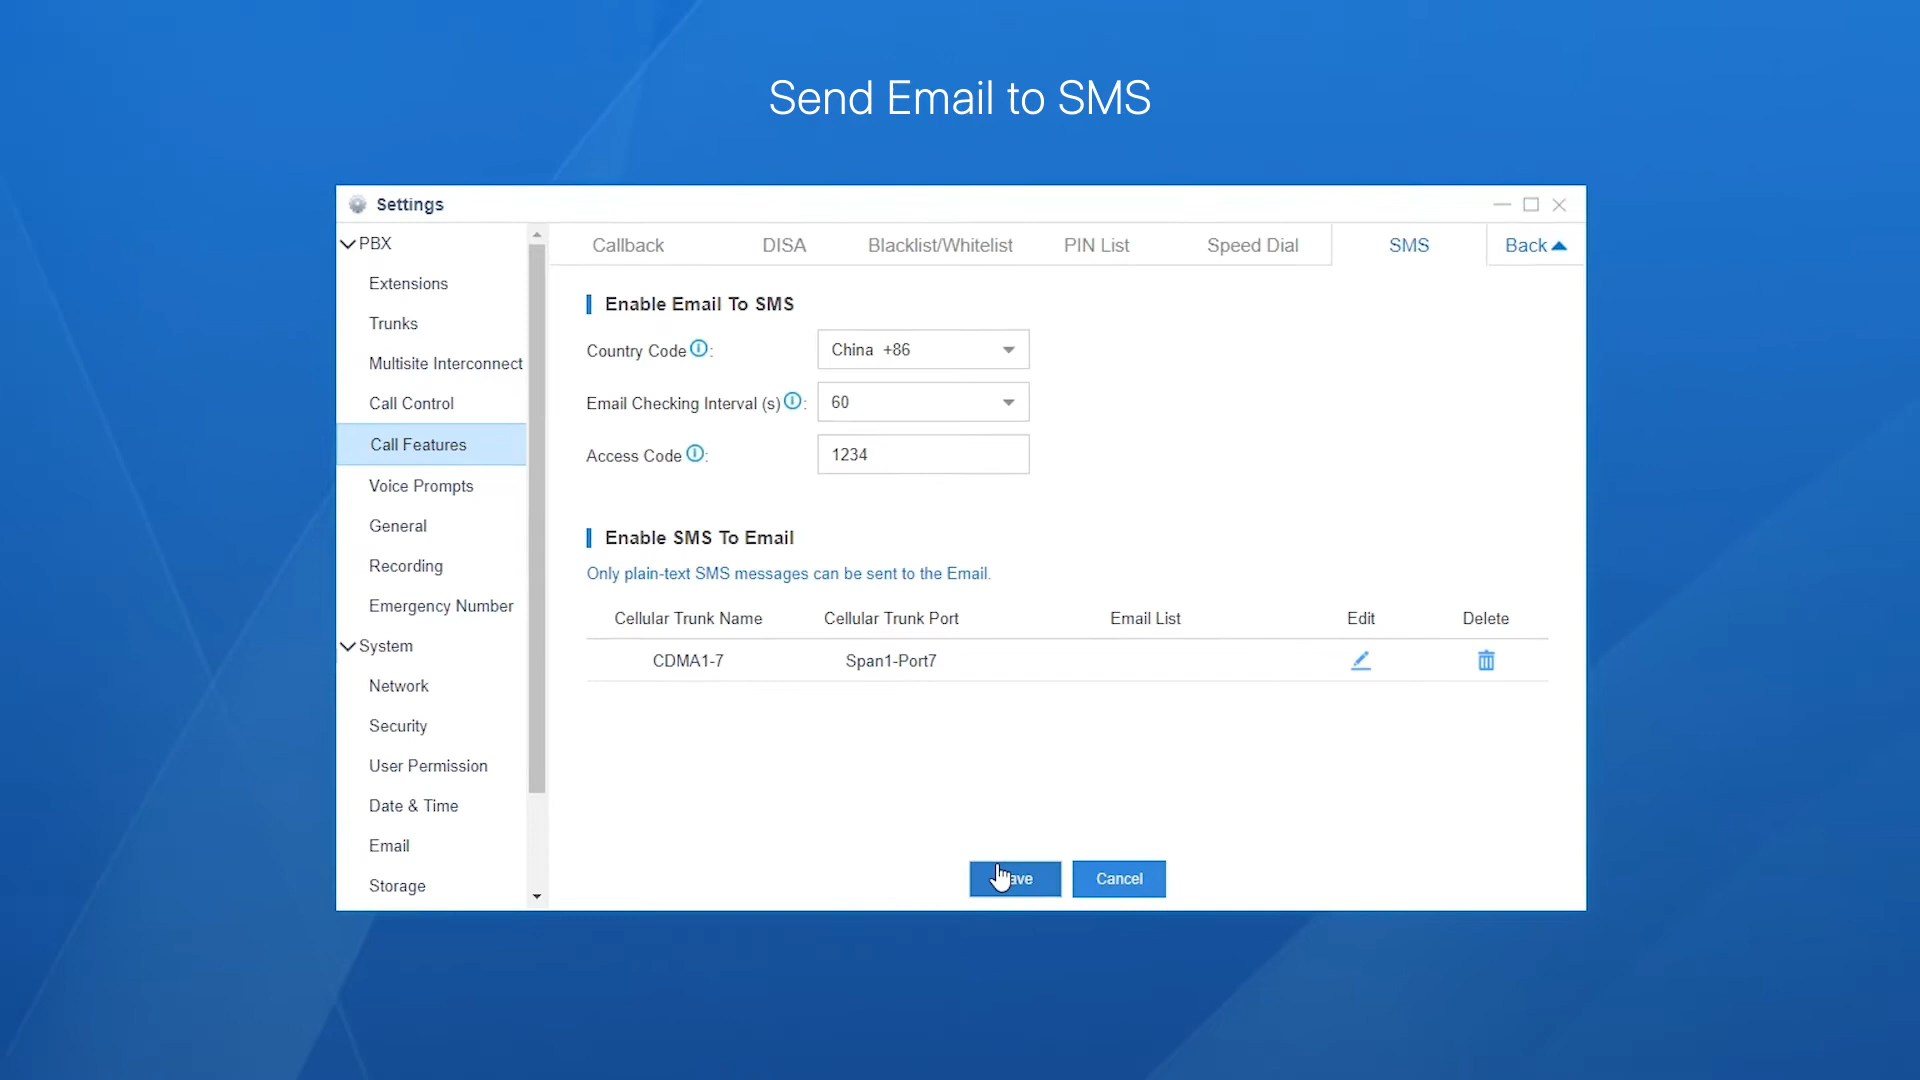 Send Email to SMS
Settings
PBX
Extensions
Trunks
Multisite Interconnect
Call Control
Call Features
Voice Prompts
General
Recording
Emergency Number
System
Network
Security
User Permission
Date & Time
Email
Storage
Callback DISA Blacklist/Whitelist PIN List Speed Dial SMS Back
Enable Email To SMS
Country Code : China +86
Email Checking Interval (s) : 60
Access Code : 1234
Enable SMS To Email
Only plain-text SMS messages can be sent to the Email.
Cellular Trunk Name Cellular Trunk Port Email List Edit Delete
CDMA1-7 Span1-Port7
Cancel